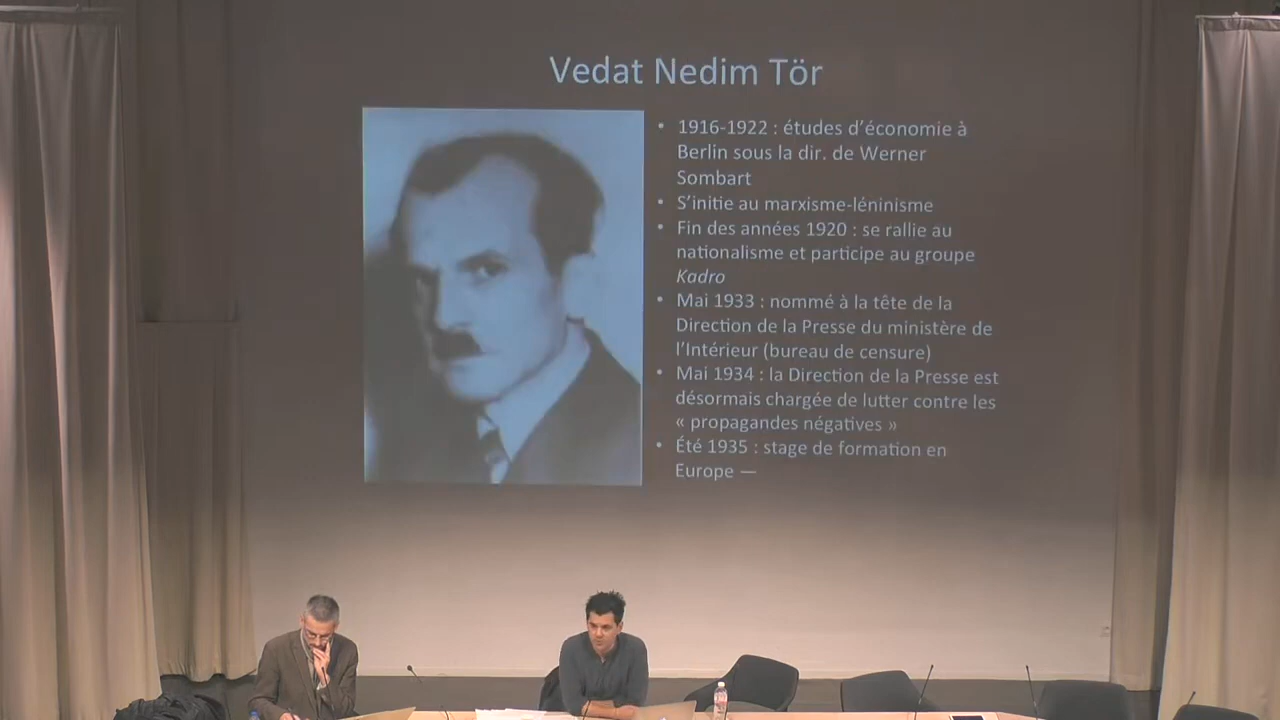 Vedat Nedim Tör
• 1916-1922 : études d'économie à
Berlin sous la dir. de Werner
Sombart
• S'initie au marxisme-léninisme
• Fin des années 1920 : se rallie au
nationalisme et participe au groupe
Kadro
• Mai 1933 : nommé à la tête de la
Direction de la Presse du ministère de
l'Intérieur (bureau de censure)
• Mai 1934 : la Direction de la Presse est
désormais chargée de lutter contre les
« propagandes négatives »
• Été 1935 : stage de formation en
Europe —